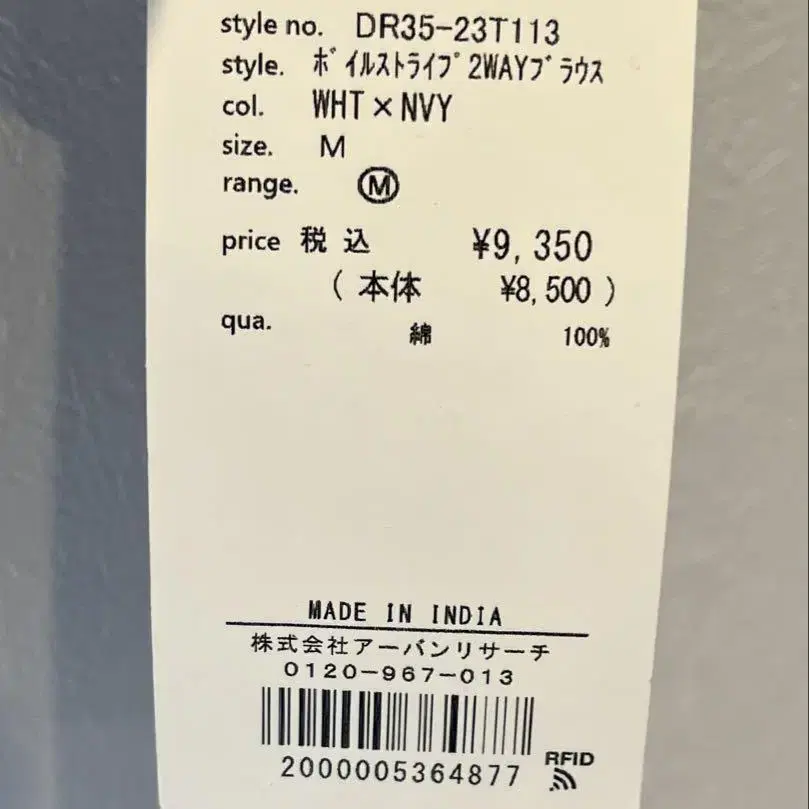 style no. DR35-23T113
style. ﾎﾞｲﾙｽﾄﾗｲﾌﾟ2WAYﾌﾞﾗｳｽ
col. WHT×NVY
size. M
range. Ⓜ
price 税込 ¥9,350
(本体 ¥8,500)
qua. 綿 100%
MADE IN INDIA
株式会社アーバンリサーチ
0120-967-013
RFID
2000005364877